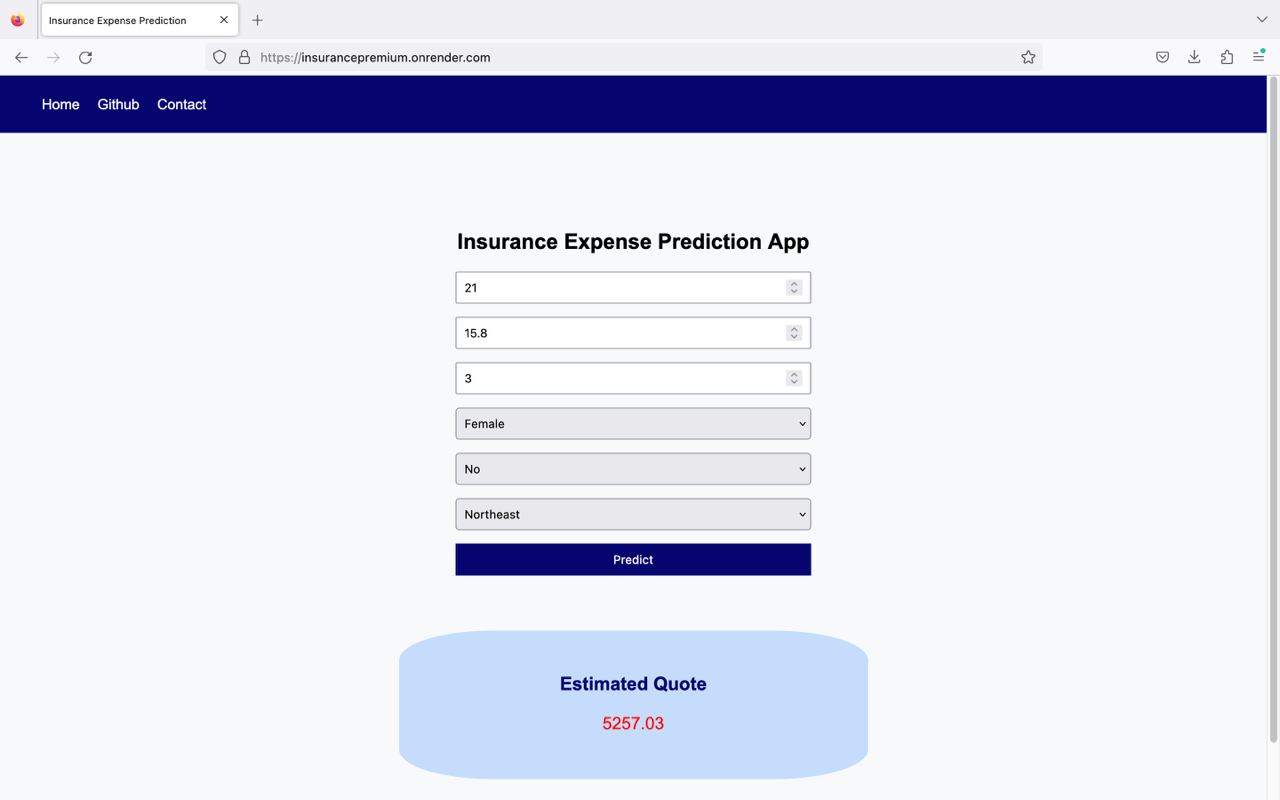 Insurance Expense Prediction
https://insurancepremium.onrender.com
Home Github Contact
Insurance Expense Prediction App
21
15.8
3
Female
No
Northeast
Predict
Estimated Quote
5257.03